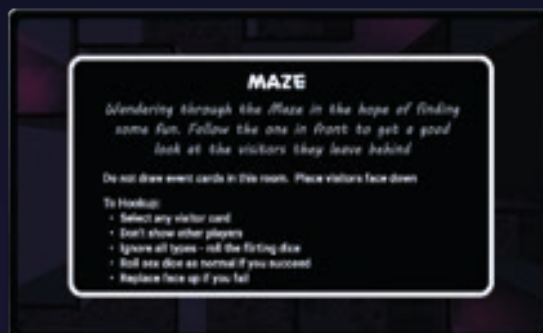 MAZE
Wandering through the Maze in the hope of finding
some fun. Follow the one in front to get a good
look at the visitors they leave behind
Do not draw event cards in this room. Place visitors face down
To Hookup:
• Select any visitor card
• Don't show other players
• Ignore all types - roll the flirting dice
• Roll sex dice as normal if you succeed
• Replace face up if you fail